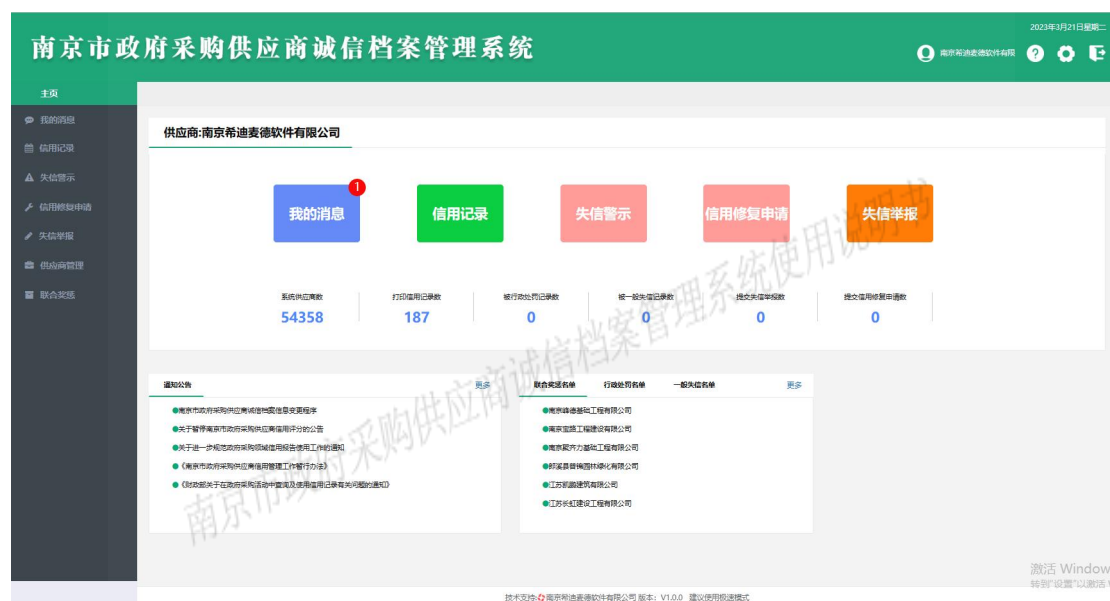 2023年3月21日星期二
南京市政府采购供应商诚信档案管理系统
南京希迪麦德软件有限
主页
我的消息
信用记录
失信警示
信用修复申请
失信举报
供应商管理
联合奖惩
供应商:南京希迪麦德软件有限公司
我的消息 1
信用记录
失信警示
信用修复申请
失信举报
系统供应商数 打印信用记录数 被行政处罚记录数 被一般失信记录数 提交失信举报数 提交信用修复申请数
54358 187 0 0 0 0
通知公告 更多
南京市政府采购供应商诚信档案信息变更程序
关于暂停南京市政府采购供应商信用评分的公告
关于进一步规范政府采购领域信用报告使用工作的通知
《南京市政府采购供应商信用管理工作暂行办法》
《财政部关于在政府采购活动中查询及使用信用记录有关问题的通知》
联合奖惩名单 行政处罚名单 一般失信名单 更多
南京峰德基础工程有限公司
南京宜路工程建设有限公司
南京聚齐力基础工程有限公司
江苏凯鹏建筑有限公司
江苏长虹建设工程有限公司
南京市政府采购供应商诚信档案管理系统使用说明书
激活 Window
转到"设置"以激活
技术支持: 南京希迪麦德软件有限公司 版本: V1.0.0 建议使用极速模式